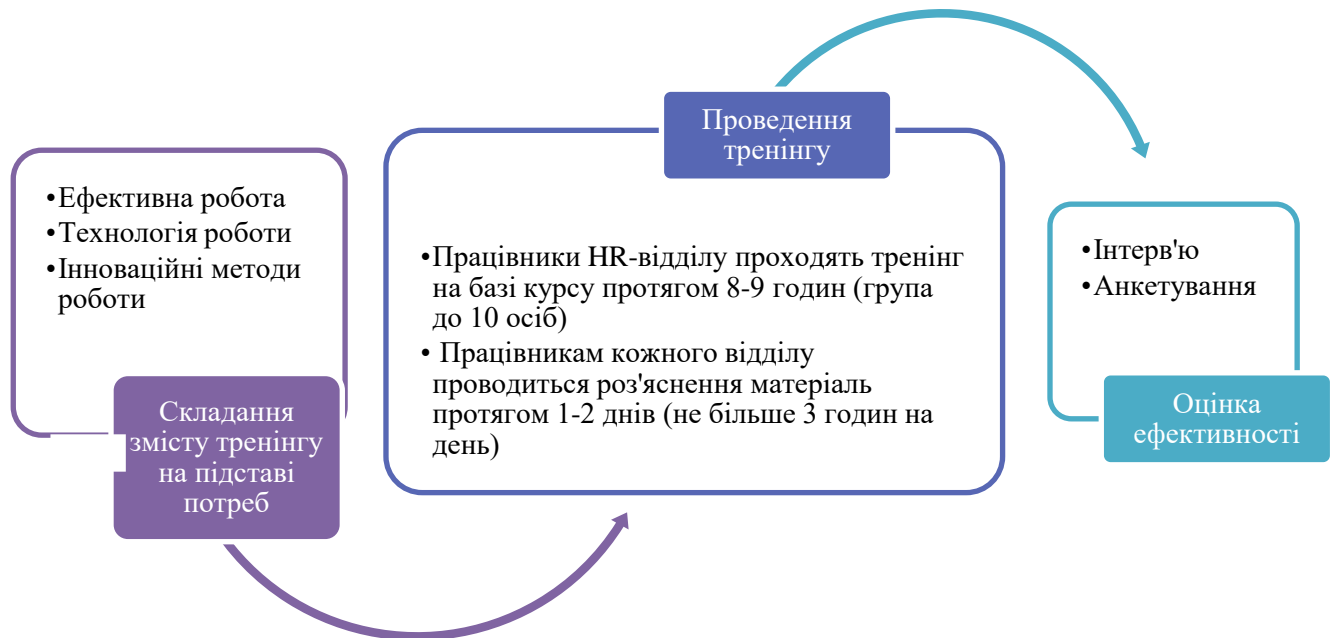 •Ефективна робота
•Технологія роботи
•Інноваційні методи
роботи
Складання
змісту тренінгу
на підставі
потреб
Проведення
тренінгу
•Працівники HR-відділу проходять тренінг
на базі курсу протягом 8-9 годин (група
до 10 осіб)
• Працівникам кожного відділу
проводиться роз'яснення матеріаль
протягом 1-2 днів (не більше 3 годин на
день)
•Інтерв'ю
•Анкетування
Оцінка
ефективності